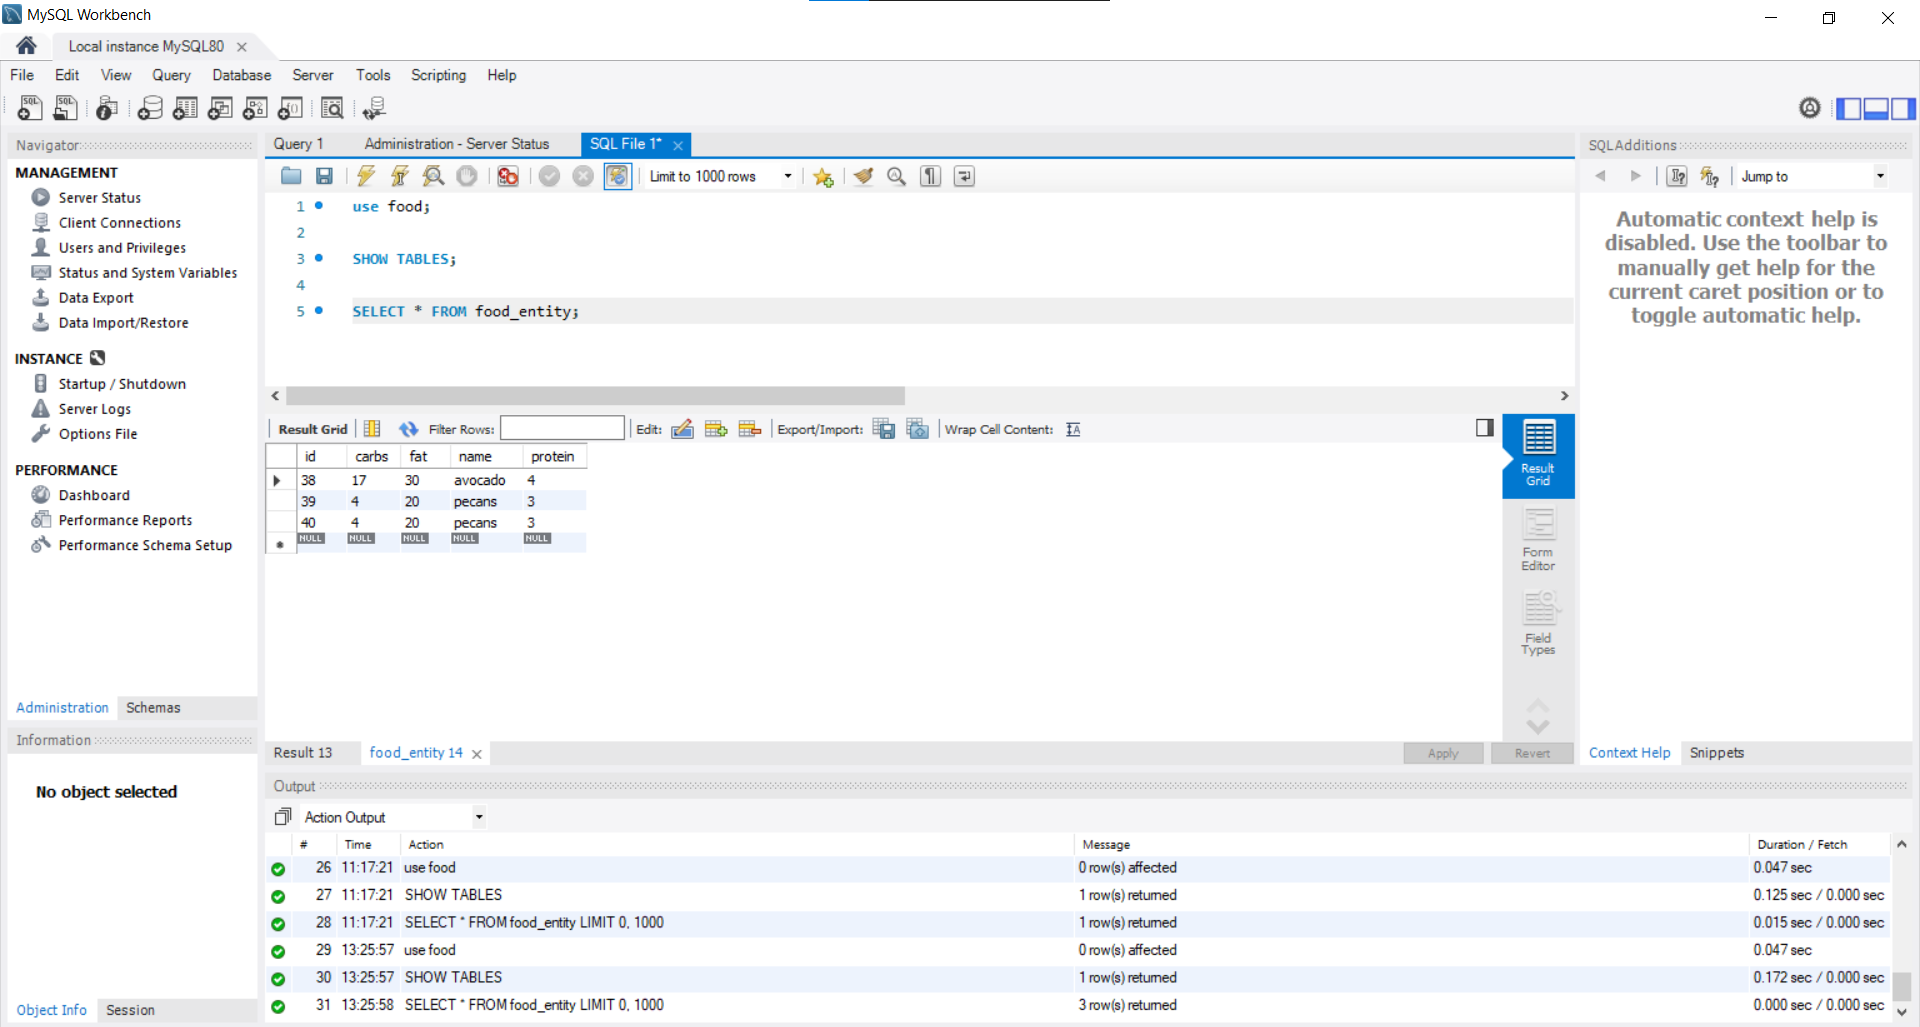 MySQL Workbench
Local instance MySQL80
File Edit View Query Database Server Tools Scripting Help
Navigator
MANAGEMENT
Server Status
Client Connections
Users and Privileges
Status and System Variables
Data Export
Data Import/Restore
INSTANCE
Startup / Shutdown
Server Logs
Options File
PERFORMANCE
Dashboard
Performance Reports
Performance Schema Setup
Administration Schemas
Information
No object selected
Object Info Session
Query 1 Administration - Server Status SQL File 1*
Limit to 1000 rows
1 use food;
2
3 SHOW TABLES;
4
5 SELECT * FROM food_entity;
Result Grid Filter Rows: Edit: Export/Import: Wrap Cell Content:
id carbs fat name protein
38 17 30 avocado 4
39 4 20 pecans 3
40 4 20 pecans 3
NULL NULL NULL NULL NULL
Result
Grid
Form
Editor
Field
Types
Result 13 food_entity 14 Apply Revert
SQLAdditions
Jump to
Automatic context help is
disabled. Use the toolbar to
manually get help for the
current caret position or to
toggle automatic help.
Context Help Snippets
Output
Action Output
# Time Action Message Duration / Fetch
26 11:17:21 use food 0 row(s) affected 0.047 sec
27 11:17:21 SHOW TABLES 1 row(s) returned 0.125 sec / 0.000 sec
28 11:17:21 SELECT * FROM food_entity LIMIT 0, 1000 1 row(s) returned 0.015 sec / 0.000 sec
29 13:25:57 use food 0 row(s) affected 0.047 sec
30 13:25:57 SHOW TABLES 1 row(s) returned 0.172 sec / 0.000 sec
31 13:25:58 SELECT * FROM food_entity LIMIT 0, 1000 3 row(s) returned 0.000 sec / 0.000 sec